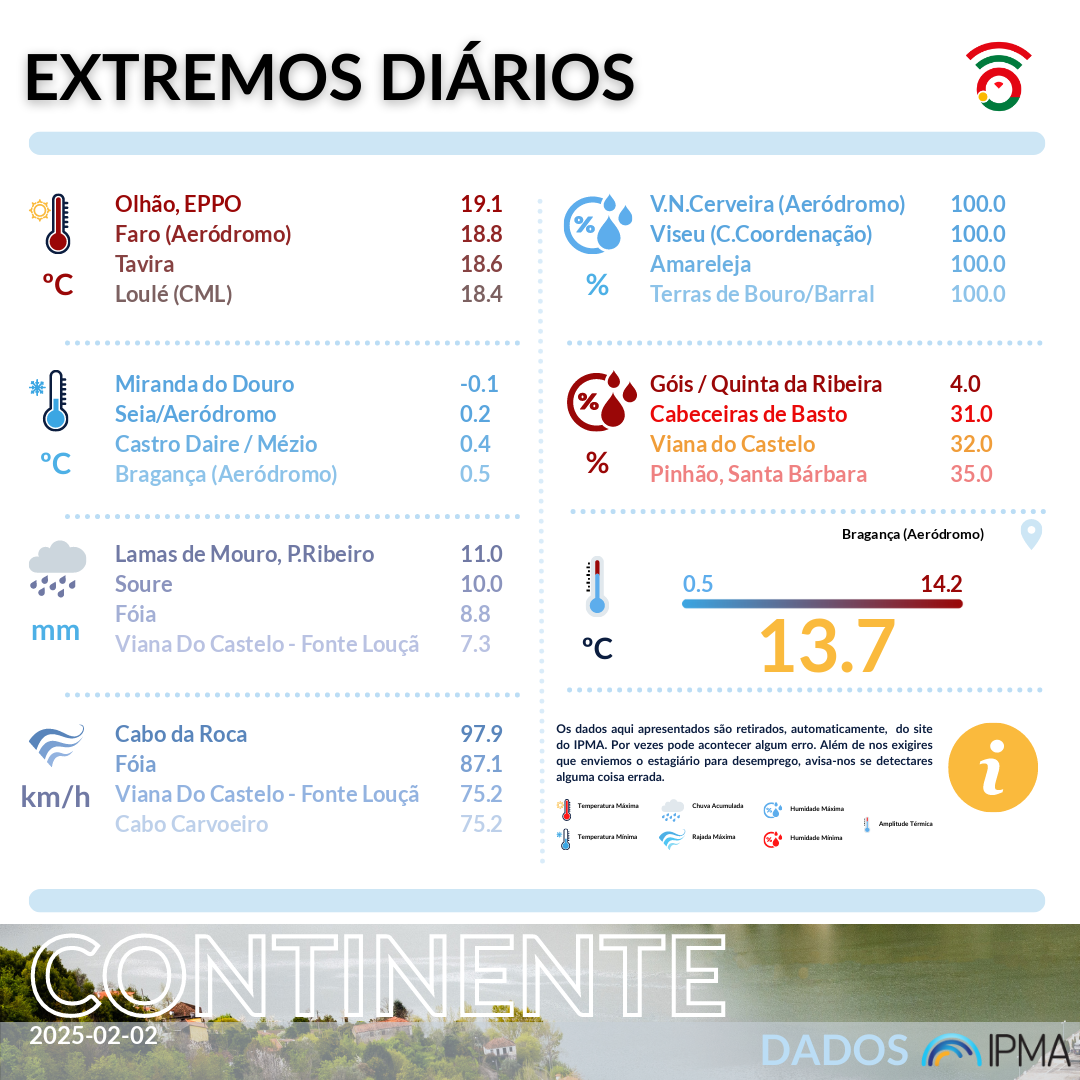 EXTREMOS DIÁRIOS
Olhão, EPPO 19.1
Faro (Aeródromo) 18.8
Tavira 18.6
Loulé (CML) 18.4
ºC
Miranda do Douro -0.1
Seia/Aeródromo 0.2
Castro Daire / Mézio 0.4
Bragança (Aeródromo) 0.5
ºC
Lamas de Mouro, P.Ribeiro 11.0
Soure 10.0
Fóia 8.8
Viana Do Castelo - Fonte Louçã 7.3
mm
Cabo da Roca 97.9
Fóia 87.1
Viana Do Castelo - Fonte Louçã 75.2
Cabo Carvoeiro 75.2
km/h
V.N.Cerveira (Aeródromo) 100.0
Viseu (C.Coordenação) 100.0
Amareleja 100.0
Terras de Bouro/Barral 100.0
%
%
Góis / Quinta da Ribeira 4.0
Cabeceiras de Basto 31.0
Viana do Castelo 32.0
Pinhão, Santa Bárbara 35.0
%
%
Bragança (Aeródromo)
0.5 14.2
13.7
ºC
Os dados aqui apresentados são retirados, automaticamente, do site
do IPMA. Por vezes pode acontecer algum erro. Além de nos exigires
que enviemos o estagiário para desemprego, avisa-nos se detectares
alguma coisa errada.
i
Temperatura Máxima Chuva Acumulada Humidade Máxima
Amplitude Térmica
Temperatura Mínima Rajada Máxima Humidade Mínima
CONTINENTE
2025-02-02
DADOS IPMA